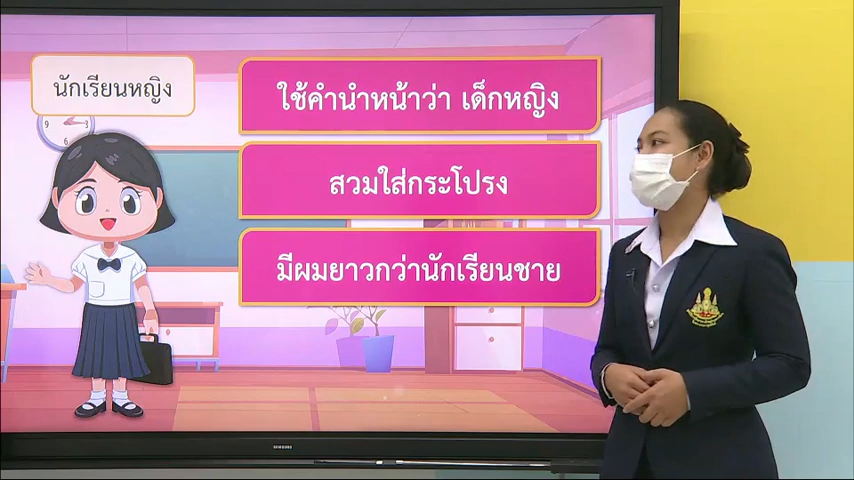 นักเรียนหญิง
ใช้คำนำหน้าว่า เด็กหญิง
สวมใส่กระโปรง
มีผมยาวกว่านักเรียนชาย
9
3
6
SAMSUNG